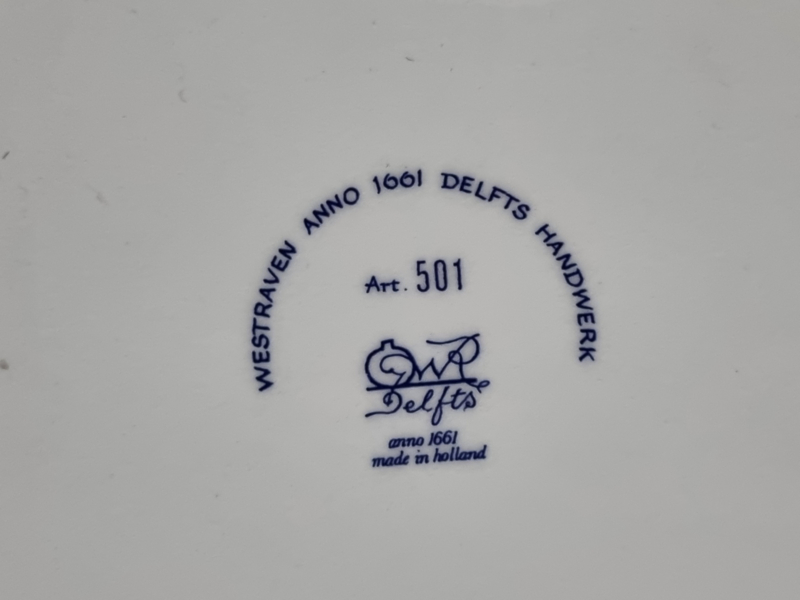 WESTRAVEN ANNO 1661 DELFTS HANDWERK
Art. 501
WR
Delfts
anno 1661
made in holland